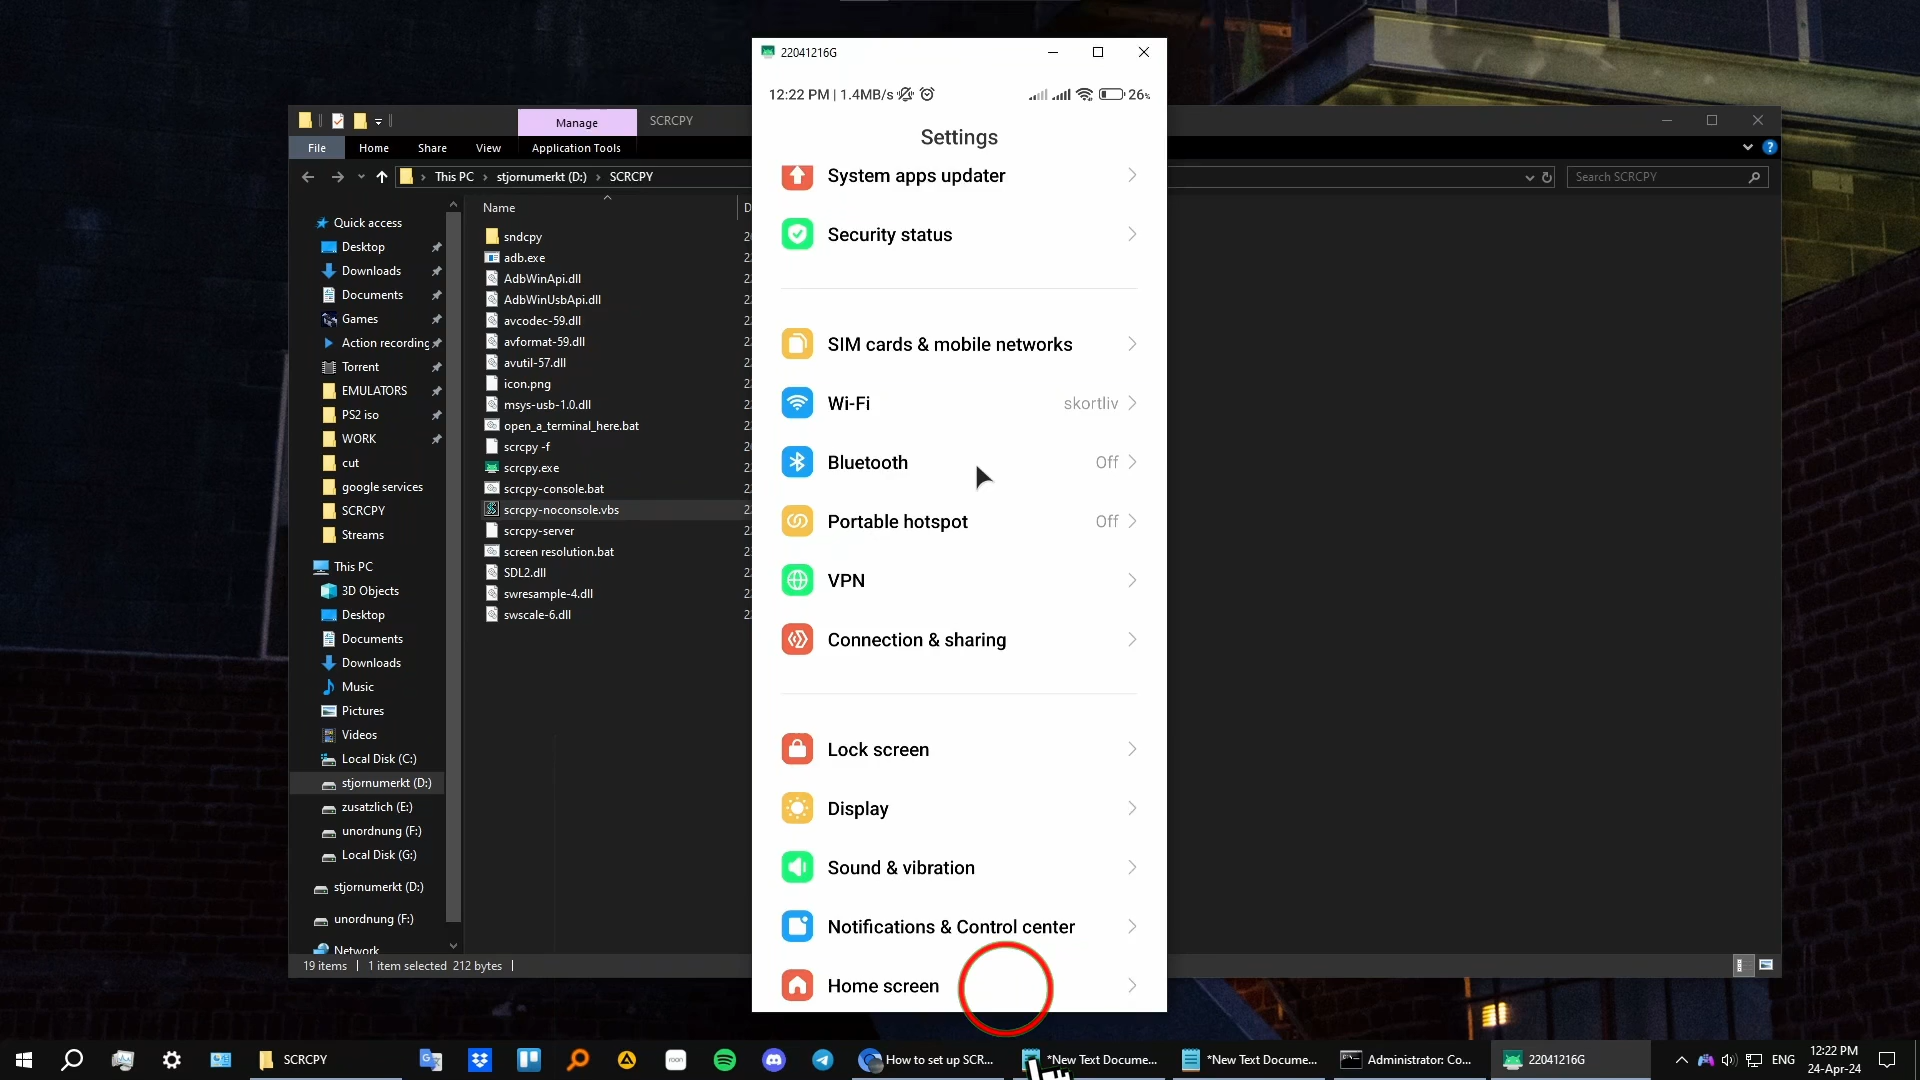 22041216G
12:22 PM | 1.4MB/s
26%
Settings
System apps updater
Security status
SIM cards & mobile networks
Wi-Fi
skortliv
Bluetooth
Off
Portable hotspot
Off
VPN
Connection & sharing
Lock screen
Display
Sound & vibration
Notifications & Control center
Home screen
Manage
SCRCPY
File
Home
Share
View
Application Tools
This PC
stjornumerkt (D:)
SCRCPY
Search SCRCPY
Quick access
Desktop
Downloads
Documents
Games
Action recording
Torrent
EMULATORS
PS2 iso
WORK
cut
google services
SCRCPY
Streams
This PC
3D Objects
Desktop
Documents
Downloads
Music
Pictures
Videos
Local Disk (C:)
stjornumerkt (D:)
zusatzlich (E:)
unordnung (F:)
Local Disk (G:)
stjornumerkt (D:)
unordnung (F:)
Network
Name
sndcpy
adb.exe
AdbWinApi.dll
AdbWinUsbApi.dll
avcodec-59.dll
avformat-59.dll
avutil-57.dll
icon.png
msys-usb-1.0.dll
open_a_terminal_here.bat
scrcpy -f
scrcpy.exe
scrcpy-console.bat
scrcpy-noconsole.vbs
scrcpy-server
screen resolution.bat
SDL2.dll
swresample-4.dll
swscale-6.dll
19 items
1 item selected 212 bytes
SCRCPY
roon
How to set up SCR...
*New Text Docume...
*New Text Docume...
Administrator: Co...
22041216G
ENG
12:22 PM
24-Apr-24